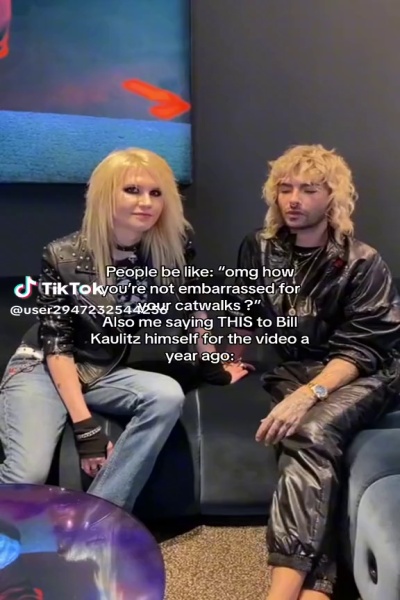 People be like: “omg how
you’re not embarrassed for
your catwalks ?”
Also me saying THIS to Bill
Kaulitz himself for the video a
year ago:
TikTok
@user2947232544256